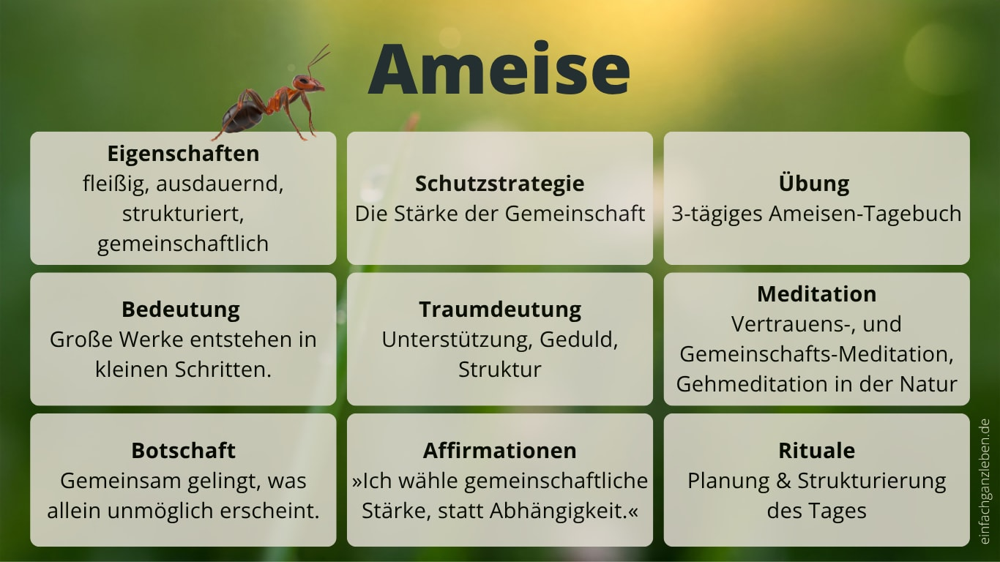 Ameise
Eigenschaften
fleißig, ausdauernd,
strukturiert,
gemeinschaftlich
Schutzstrategie
Die Stärke der Gemeinschaft
Übung
3-tägiges Ameisen-Tagebuch
Bedeutung
Große Werke entstehen in
kleinen Schritten.
Traumdeutung
Unterstützung, Geduld,
Struktur
Meditation
Vertrauens-, und
Gemeinschafts-Meditation,
Gehmeditation in der Natur
Botschaft
Gemeinsam gelingt, was
allein unmöglich erscheint.
Affirmationen
»Ich wähle gemeinschaftliche
Stärke, statt Abhängigkeit.«
Rituale
Planung & Strukturierung
des Tages
einfachganzleben.de